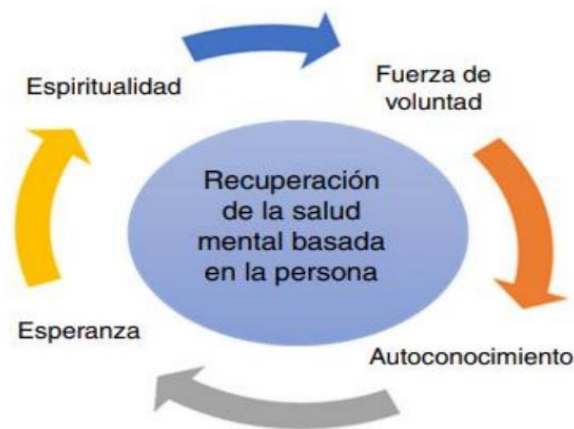 Espiritualidad
Fuerza de
voluntad
Recuperación
de la salud
mental basada
en la persona
Esperanza
Autoconocimiento